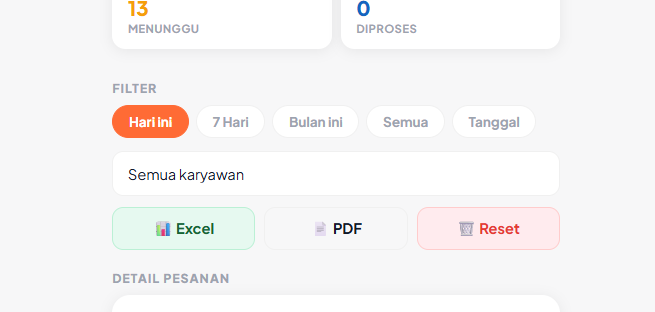 13
0
MENUNGGU
DIPROSES
FILTER
Hari ini
7 Hari
Bulan ini
Semua
Tanggal
Semua karyawan
Excel
PDF
Reset
DETAIL PESANAN